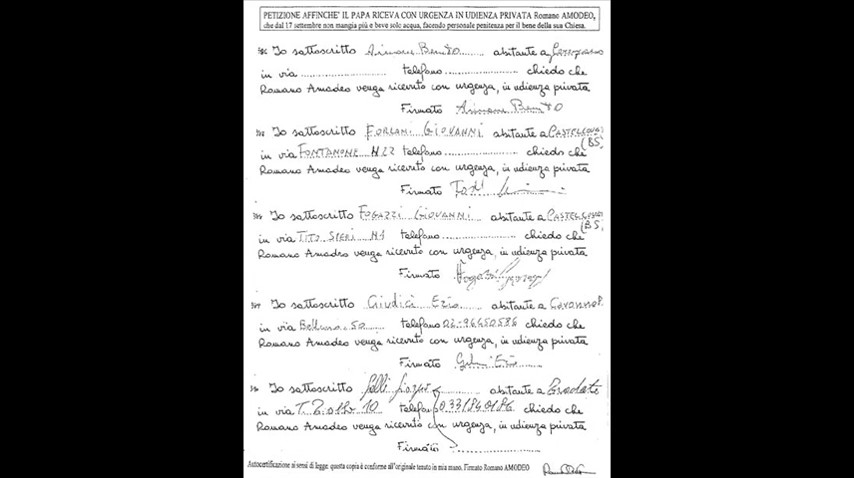 PETIZIONE AFFINCHE' IL PAPA RICEVA CON URGENZA IN UDIENZA PRIVATA Romano AMODEO,
che dal 17 settembre non mangia più e beve solo acqua, facendo personale penitenza per il bene della sua Chiesa.
Io sottoscritto abitante a
in via .................... telefono .................. chiedo che
Romano Amodeo venga ricevuto con urgenza, in udienza privata
Firmato
Io sottoscritto FORLANI GIOVANNI abitante a
in via FONTANONE N22 telefono .................. chiedo che (BS)
Romano Amodeo venga ricevuto con urgenza, in udienza privata
Firmato
Io sottoscritto FOGAZZI GIOVANNI abitante a
in via TITO SPERI N1 telefono .................. chiedo che (BS)
Romano Amodeo venga ricevuto con urgenza, in udienza privata
Firmato
Io sottoscritto Giudici Ezio abitante a
in via Belluno 50 telefono 02-96450586 chiedo che
Romano Amodeo venga ricevuto con urgenza, in udienza privata
Firmato
Io sottoscritto abitante a
in via telefono chiedo che
Romano Amodeo venga ricevuto con urgenza, in udienza privata
Firmato
Autocertificazione ai sensi di legge: questa copia è conforme all'originale tenuto in mia mano. Firmato Romano AMODEO